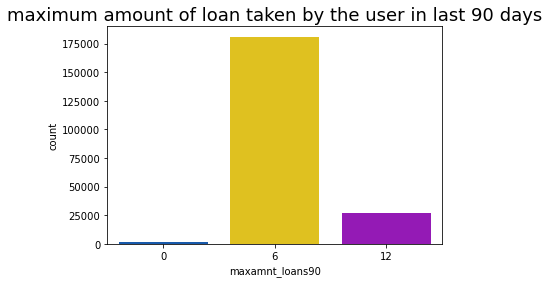 maximum amount of loan taken by the user in last 90 days
175000
150000
125000
100000
75000
50000
25000
0
count
0 6 12
maxamnt_loans90